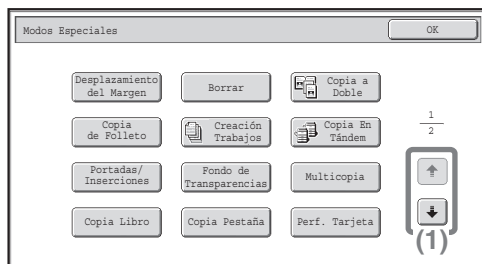 Modos Especiales
OK
Desplazamiento
del Margen
Borrar
Copia a
Doble
Copia
de Folleto
Creación
Trabajos
Copia En
Tándem
Portadas/
Inserciones
Fondo de
Transparencias
Multicopia
Copia Libro
Copia Pestaña
Perf. Tarjeta
1
2
(1)